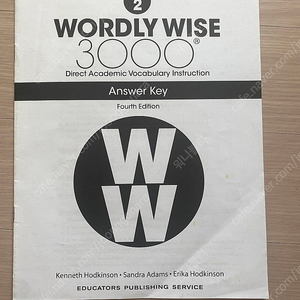 2
WORDLY WISE
3000®
Direct Academic Vocabulary Instruction
Answer Key
Fourth Edition
W
W
Kenneth Hodkinson • Sandra Adams • Erika Hodkinson
EDUCATORS PUBLISHING SERVICE